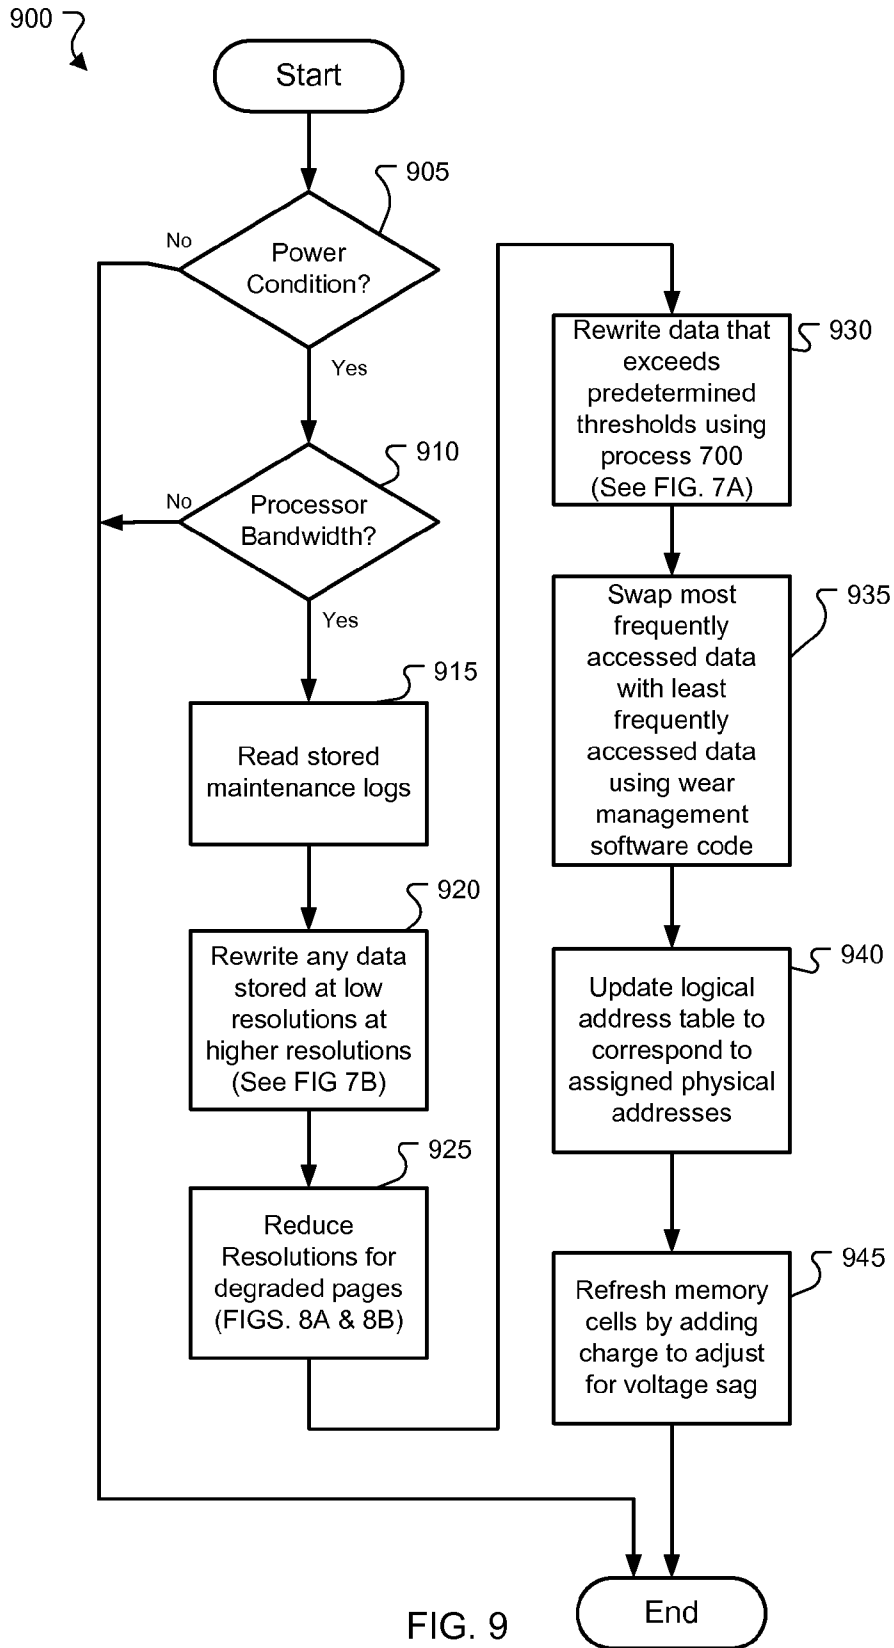 900
Start
905
Power
Condition?
No
Yes
910
Processor
Bandwidth?
No
Yes
915
Read stored
maintenance logs
920
Rewrite any data
stored at low
resolutions at
higher resolutions
(See FIG 7B)
925
Reduce
Resolutions for
degraded pages
(FIGS. 8A & 8B)
930
Rewrite data that
exceeds
predetermined
thresholds using
process 700
(See FIG. 7A)
935
Swap most
frequently
accessed data
with least
frequently
accessed data
using wear
management
software code
940
Update logical
address table to
correspond to
assigned physical
addresses
945
Refresh memory
cells by adding
charge to adjust
for voltage sag
End
FIG. 9